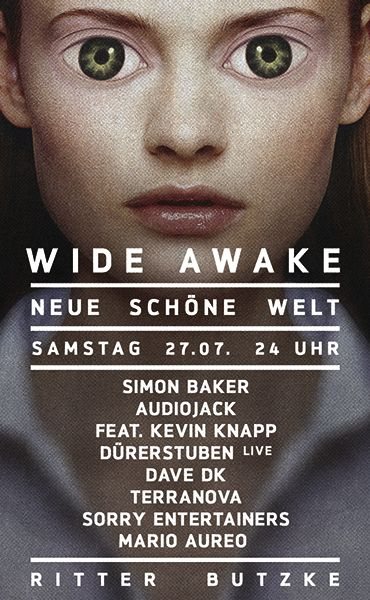 WIDE AWAKE
NEUE SCHÖNE WELT
SAMSTAG 27.07. 24 UHR
SIMON BAKER
AUDIOJACK
FEAT. KEVIN KNAPP
DÜRERSTUBEN LIVE
DAVE DK
TERRANOVA
SORRY ENTERTAINERS
MARIO AUREO
RITTER BUTZKE